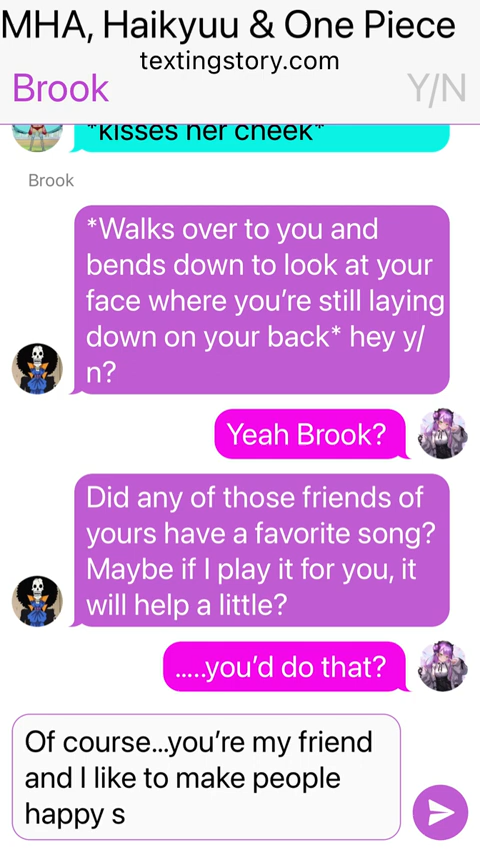 MHA, Haikyuu & One Piece
textingstory.com
Brook
Y/N
*kisses her cheek*
Brook
*Walks over to you and
bends down to look at your
face where you’re still laying
down on your back* hey y/
n?
Yeah Brook?
Did any of those friends of
yours have a favorite song?
Maybe if I play it for you, it
will help a little?
.....you’d do that?
Of course...you’re my friend
and I like to make people
happy s